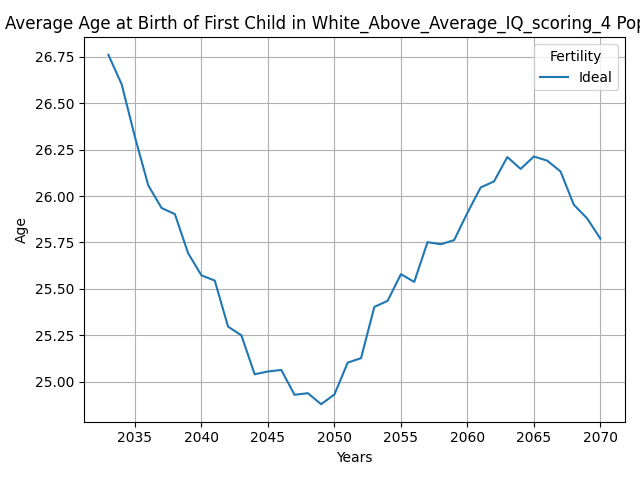 Average Age at Birth of First Child in White_Above_Average_IQ_scoring_4 Pop
Fertility
Ideal
26.75
26.50
26.25
26.00
25.75
25.50
25.25
25.00
Age
2035 2040 2045 2050 2055 2060 2065 2070
Years